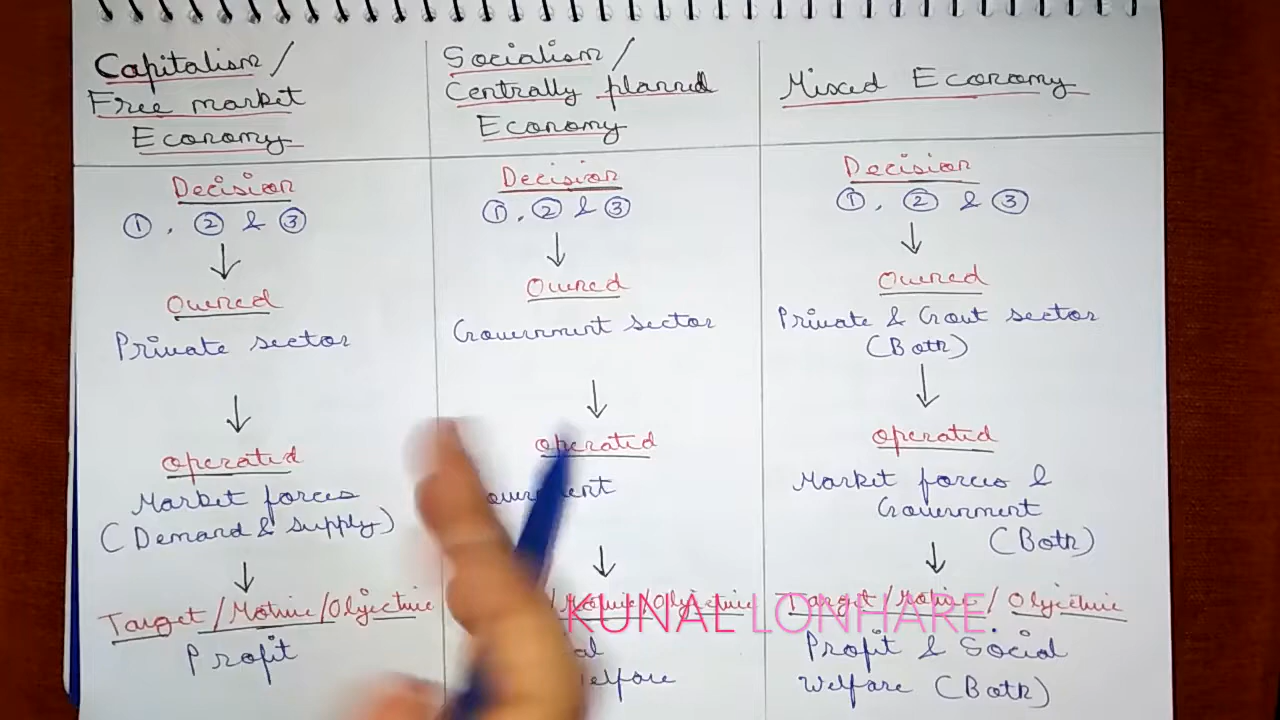 Capitalism /
Free market
Economy
Decision
①, ② & ③
Owned
Private sector
Operated
Market forces
(Demand & supply)
Target/Motive/Objective
Profit
Socialism /
Centrally planned
Economy
Decision
①, ② & ③
Owned
Government sector
Operated
/Motive/Objective
Mixed Economy
Decision
①, ② & ③
Owned
Private & Govt sector
(Both)
Operated
Market forces &
Government
(Both)
Target/Motive/Objective
Profit & Social
Welfare (Both)
KUNAL LONHARE